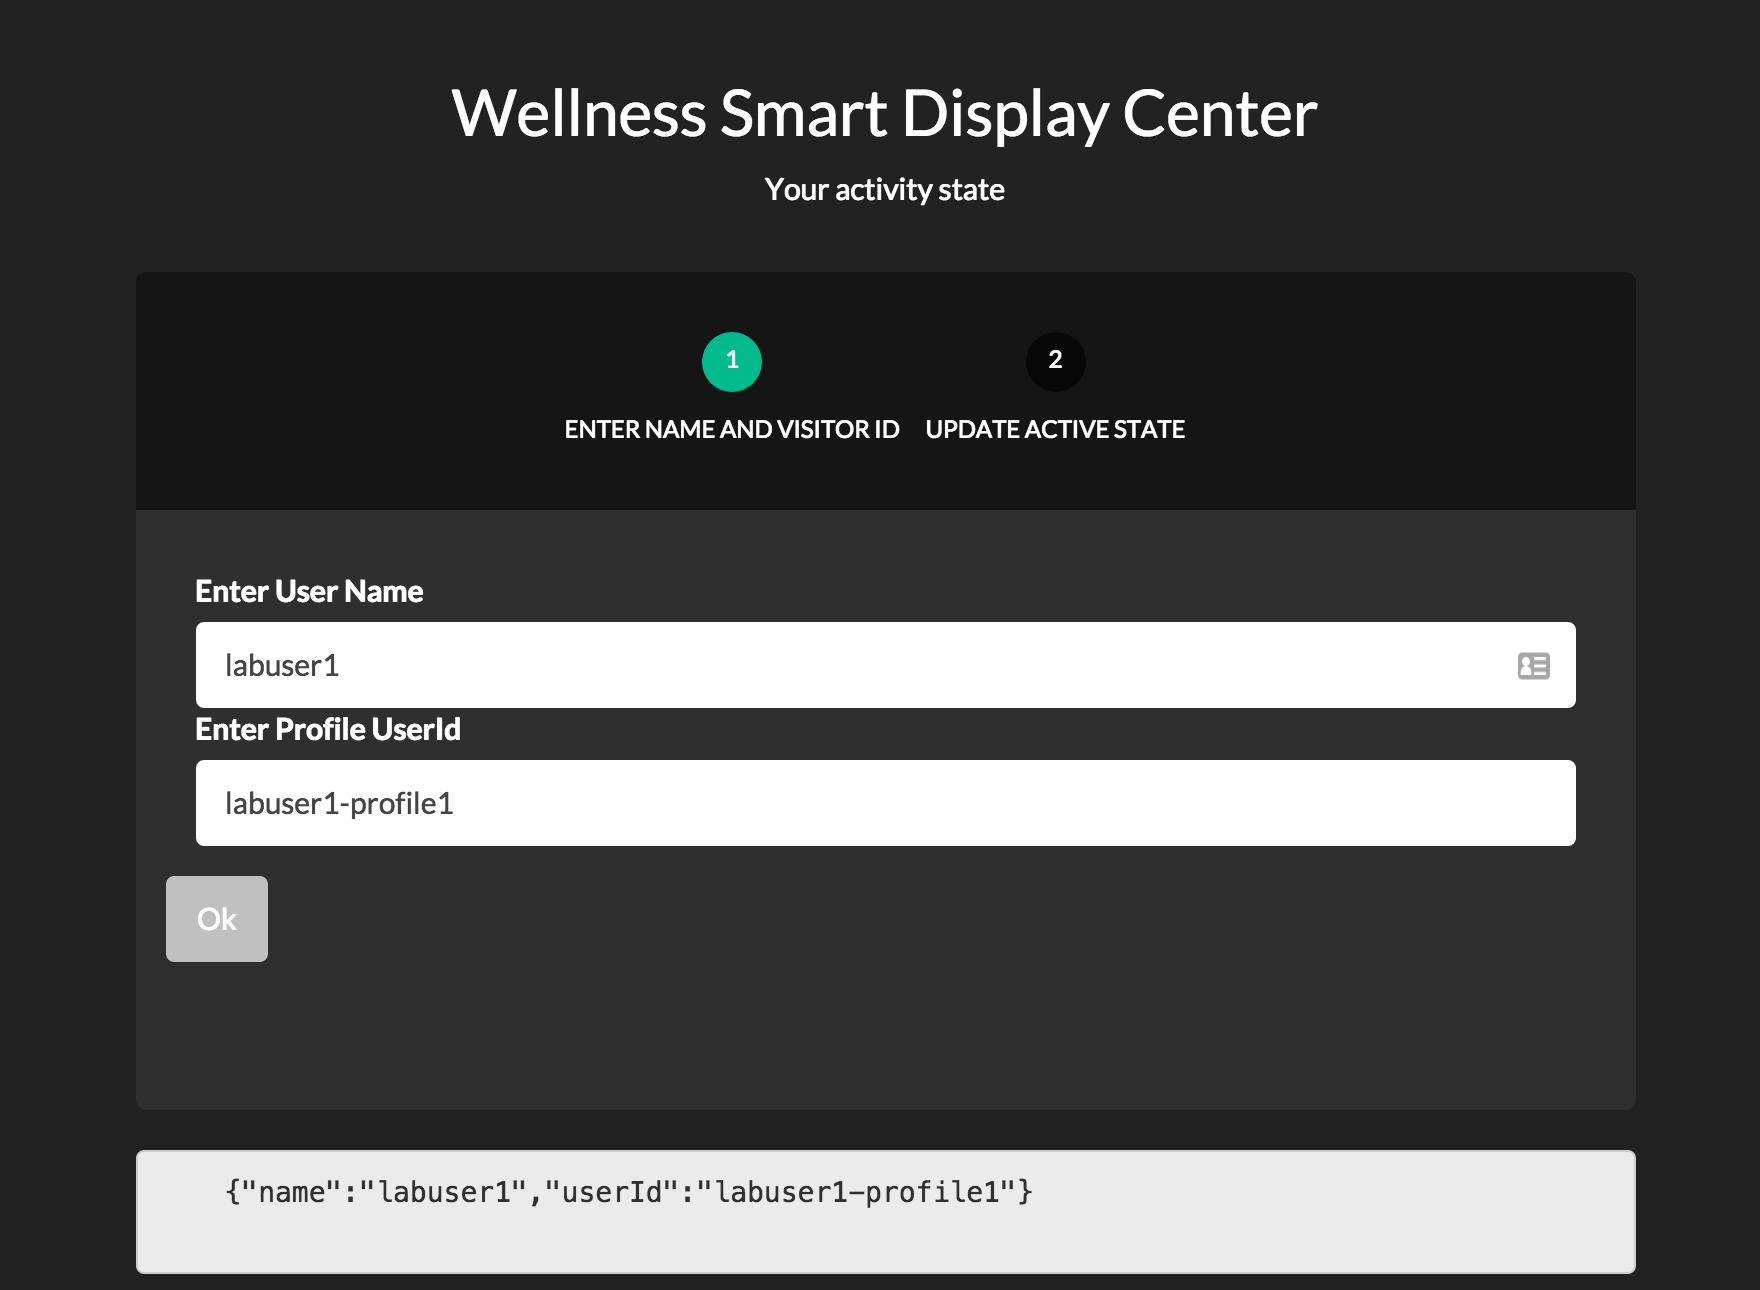 Wellness Smart Display Center
Your activity state
1
2
ENTER NAME AND VISITOR ID
UPDATE ACTIVE STATE
Enter User Name
labuser1
Enter Profile UserId
labuser1-profile1
Ok
{"name":"labuser1","userId":"labuser1-profile1"}